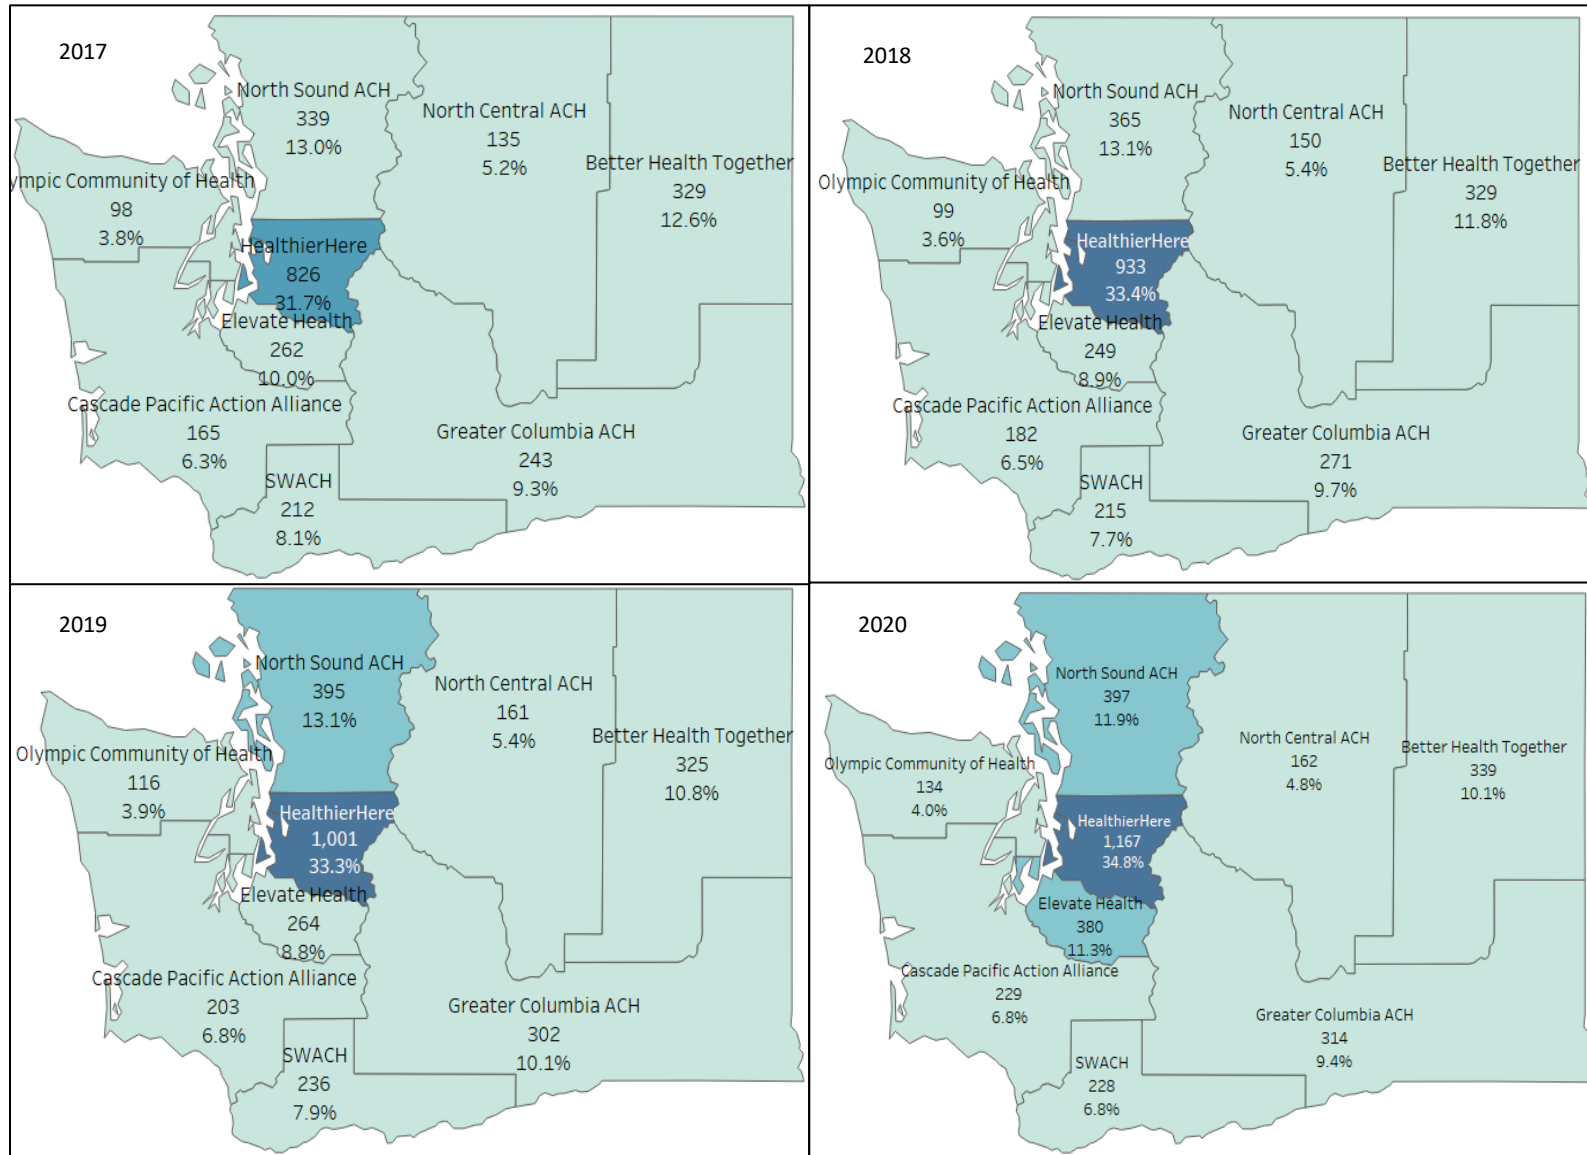 2017
North Sound ACH
339
13.0%
North Central ACH
135
5.2%
Better Health Together
329
12.6%
lympic Community of Health
98
3.8%
HealthierHere
826
31.7%
Elevate Health
262
10.0%
Cascade Pacific Action Alliance
165
6.3%
Greater Columbia ACH
243
9.3%
SWACH
212
8.1%
2018
North Sound ACH
365
13.1%
North Central ACH
150
5.4%
Better Health Together
329
11.8%
Olympic Community of Health
99
3.6%
HealthierHere
933
33.4%
Elevate Health
249
8.9%
Cascade Pacific Action Alliance
182
6.5%
Greater Columbia ACH
271
9.7%
SWACH
215
7.7%
2019
North Sound ACH
395
13.1%
North Central ACH
161
5.4%
Better Health Together
325
10.8%
Olympic Community of Health
116
3.9%
HealthierHere
1,001
33.3%
Elevate Health
264
8.8%
Cascade Pacific Action Alliance
203
6.8%
Greater Columbia ACH
302
10.1%
SWACH
236
7.9%
2020
North Sound ACH
397
11.9%
North Central ACH
162
4.8%
Better Health Together
339
10.1%
Olympic Community of Health
134
4.0%
HealthierHere
1,167
34.8%
Elevate Health
380
11.3%
Cascade Pacific Action Alliance
229
6.8%
Greater Columbia ACH
314
9.4%
SWACH
228
6.8%